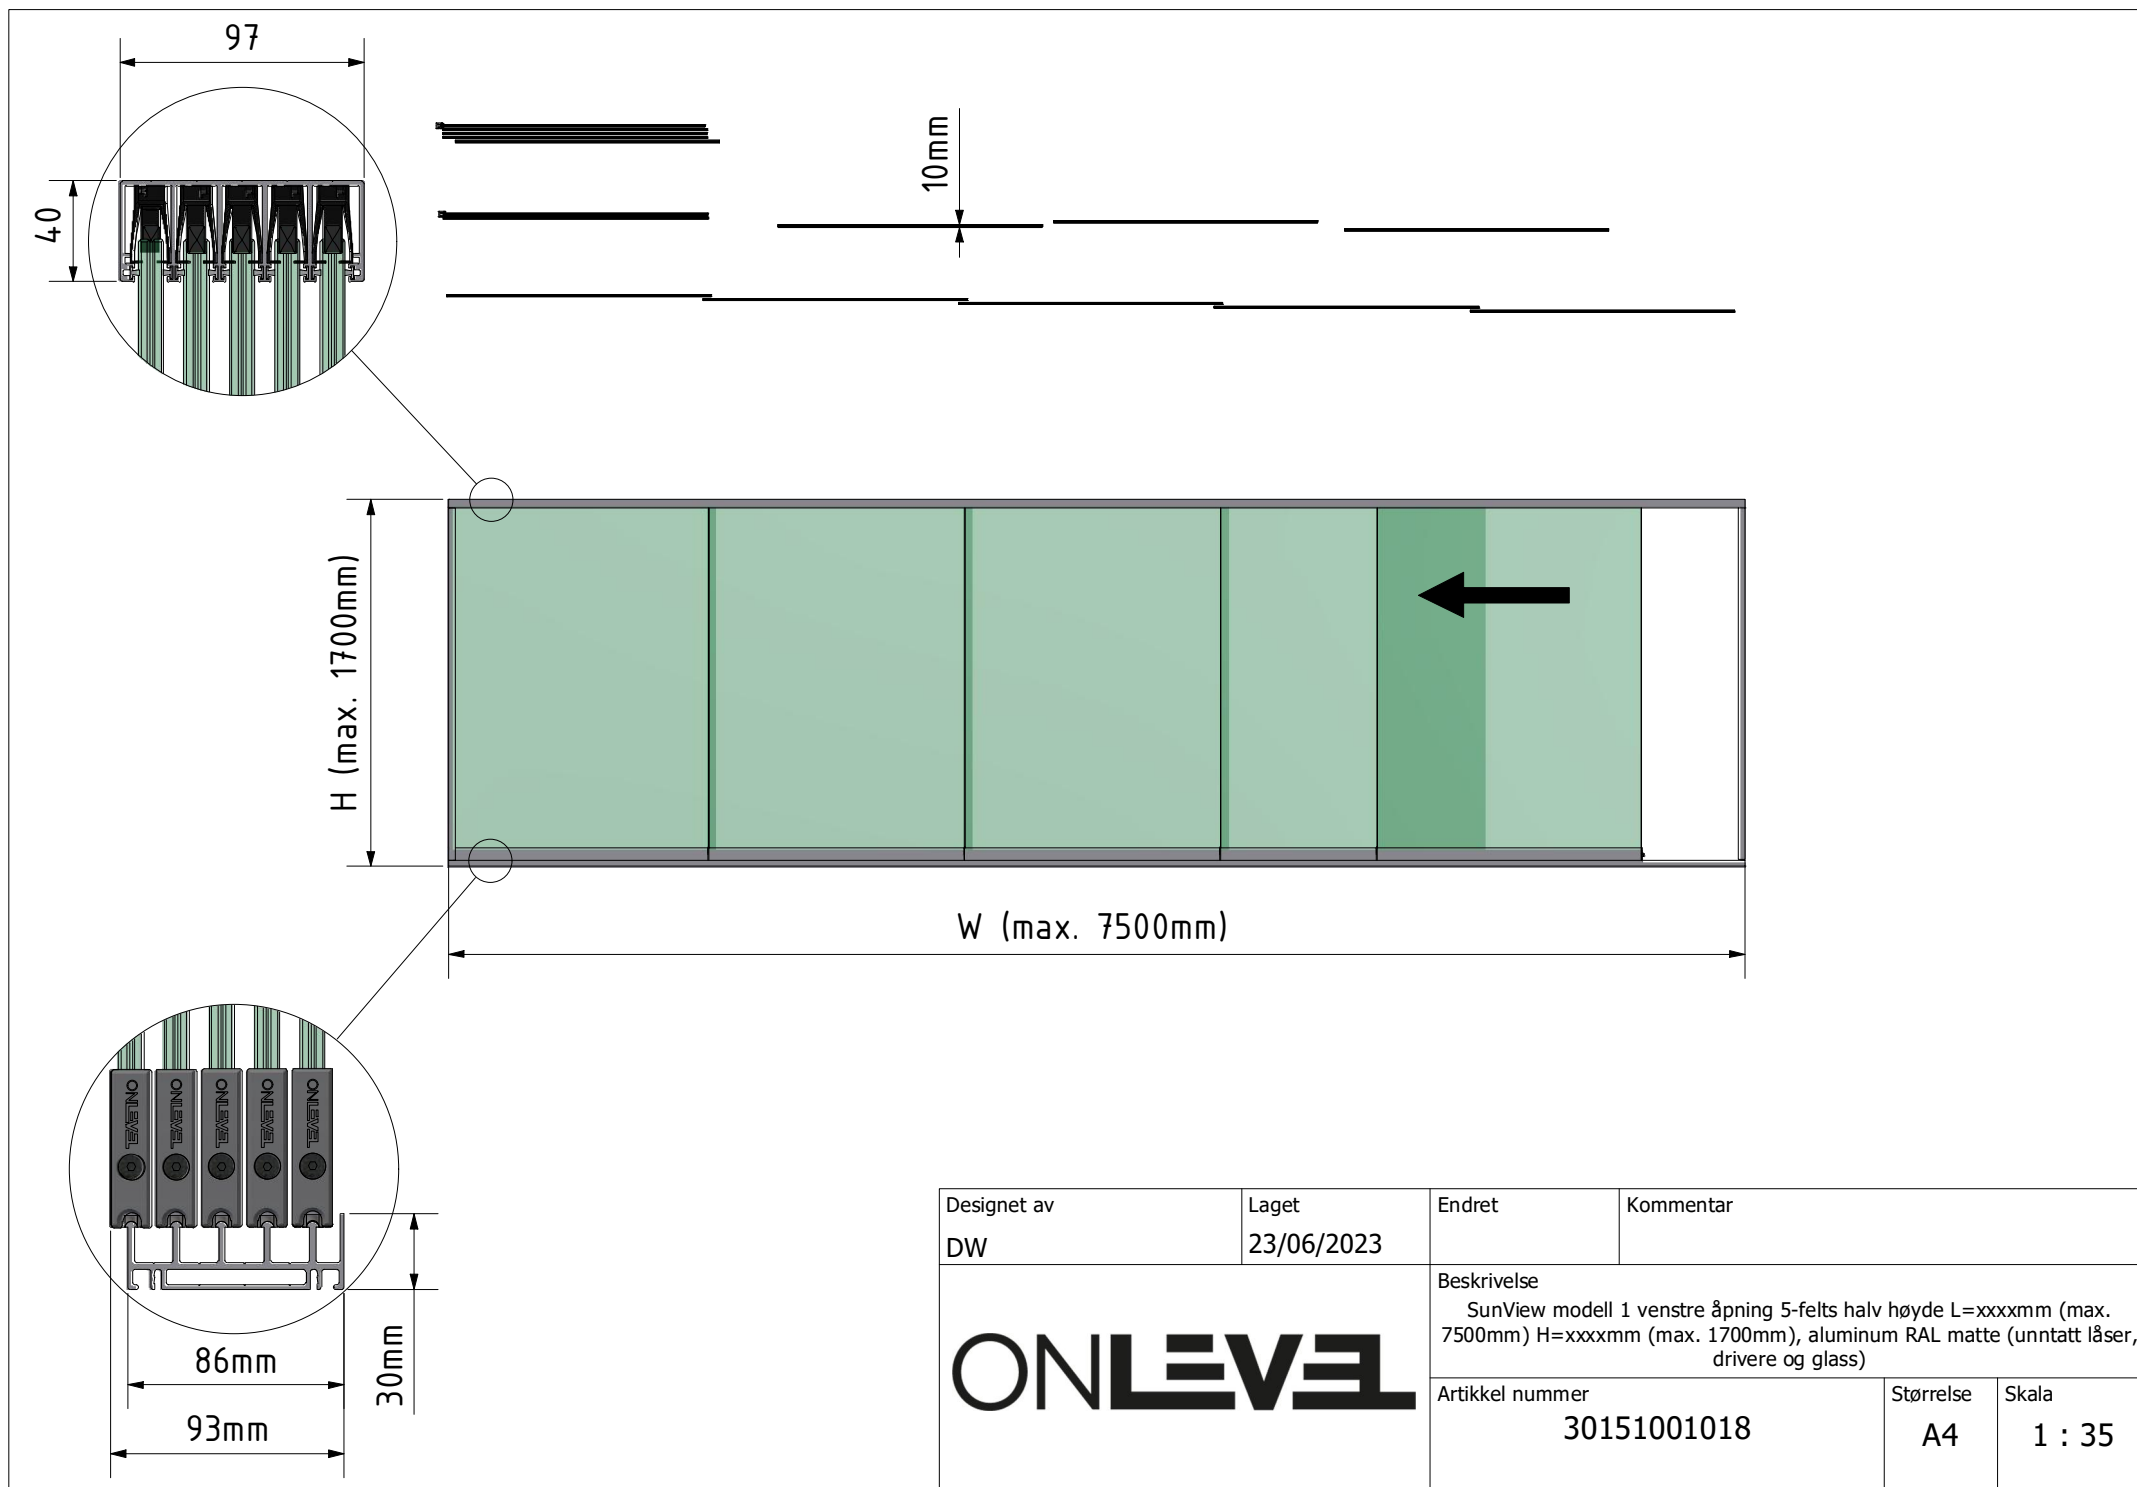 97
40
10mm
H (max. 1700mm)
W (max. 7500mm)
ONLEVEL
ONLEVEL
ONLEVEL
ONLEVEL
ONLEVEL
86mm
93mm
30mm
Designet av
DW
Laget
23/06/2023
Endret
Kommentar
ONLEVEL
Beskrivelse
SunView modell 1 venstre åpning 5-felts halv høyde L=xxxxmm (max.
7500mm) H=xxxxmm (max. 1700mm), aluminum RAL matte (unntatt låser,
drivere og glass)
Artikkel nummer
30151001018
Størrelse
A4
Skala
1 : 35